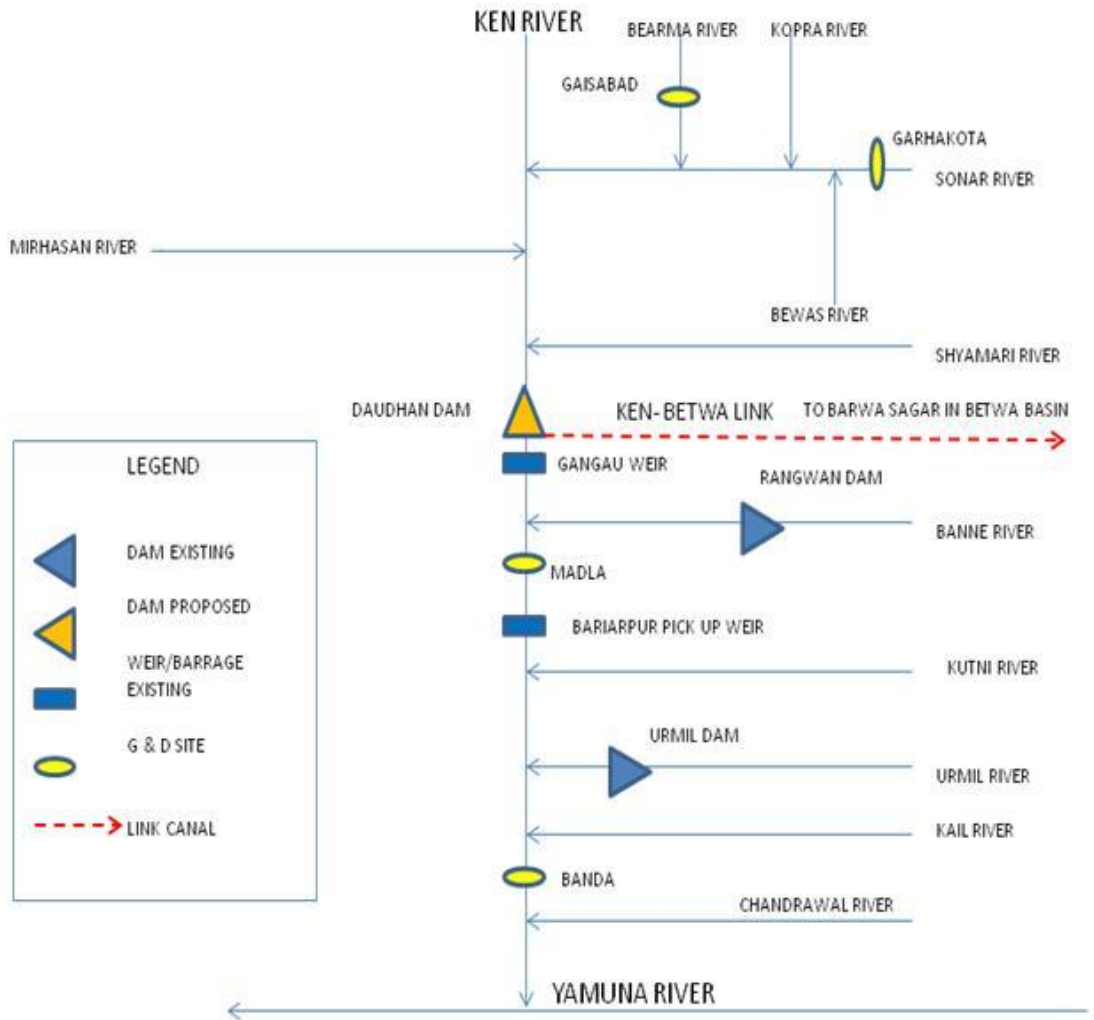 KEN RIVER
BEARMA RIVER
KOPRA RIVER
GAISABAD
GARHAKOTA
SONAR RIVER
MIRHASAN RIVER
BEWAS RIVER
SHYAMARI RIVER
DAUDHAN DAM
KEN- BETWA LINK
TO BARWA SAGAR IN BETWA BASIN
GANGAU WEIR
RANGWAN DAM
BANNE RIVER
MADLA
BARIARPUR PICK UP WEIR
KUTNI RIVER
URMIL DAM
URMIL RIVER
KAIL RIVER
BANDA
CHANDRAWAL RIVER
YAMUNA RIVER
LEGEND
DAM EXISTING
DAM PROPOSED
WEIR/BARRAGE
EXISTING
G & D SITE
LINK CANAL